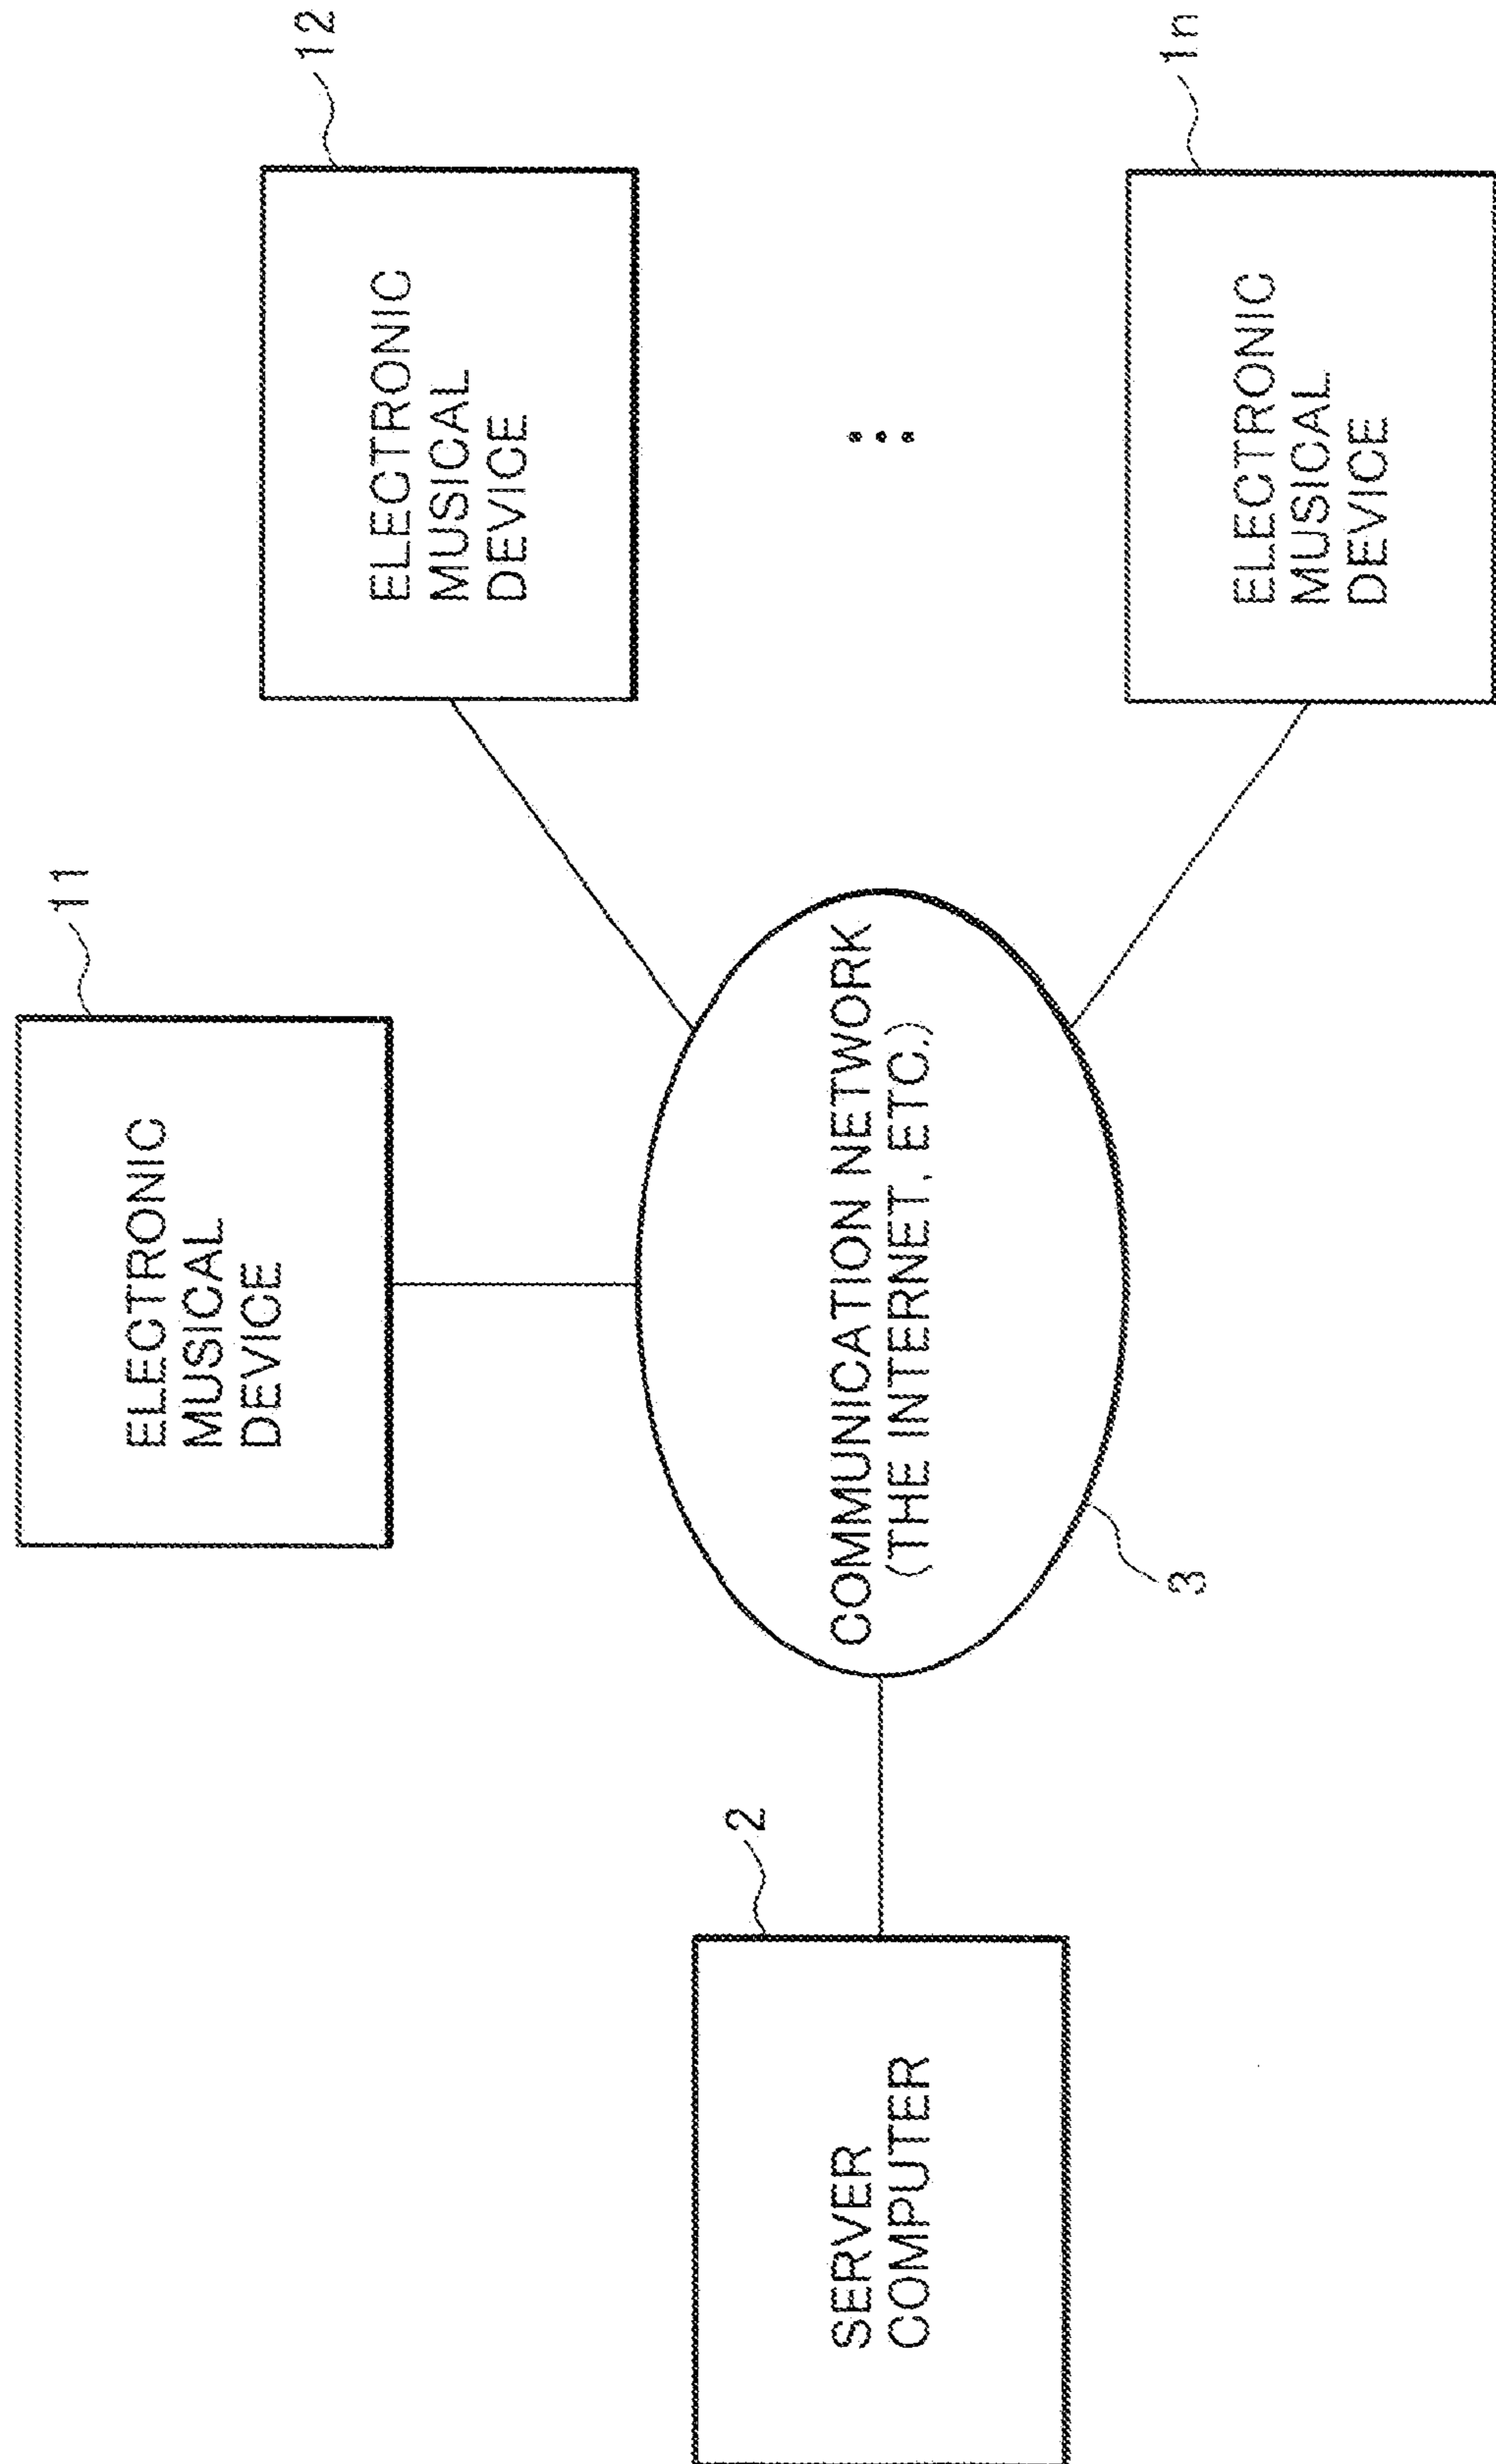 11
ELECTRONIC
MUSICAL
DEVICE
12
ELECTRONIC
MUSICAL
DEVICE
2
SERVER
COMPUTER
COMMUNICATION NETWORK
(THE INTERNET, ETC.)
3
1n
ELECTRONIC
MUSICAL
DEVICE